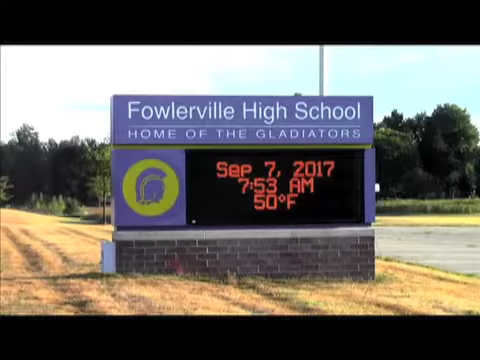 Fowlerville High School
HOME OF THE GLADIATORS
Sep 7, 2017
7:53 AM
50°F